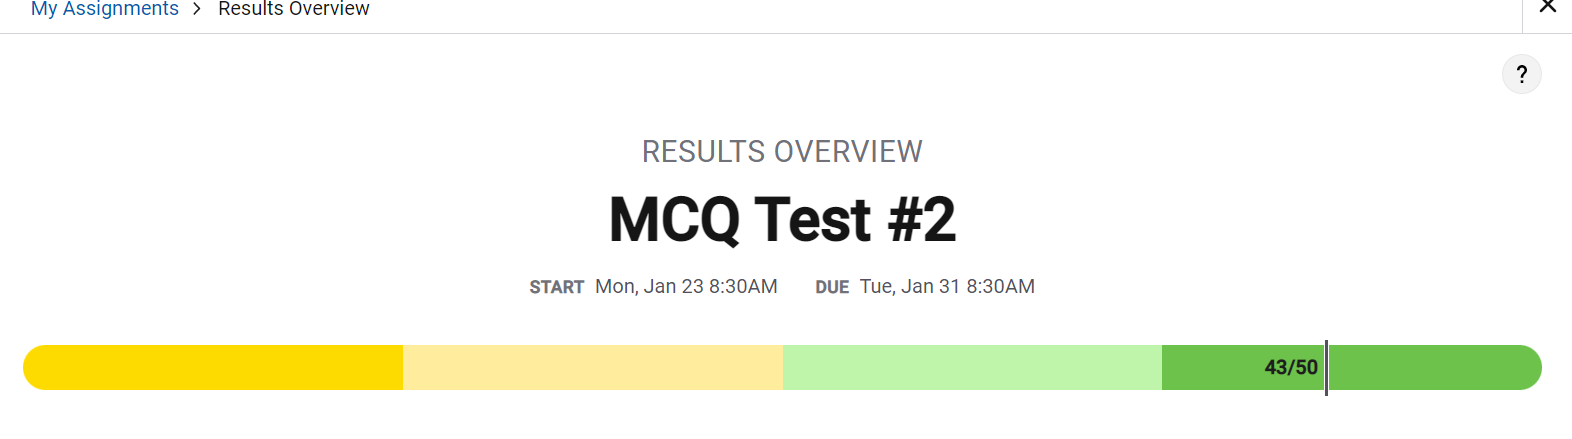 My Assignments > Results Overview
?
RESULTS OVERVIEW
MCQ Test #2
START Mon, Jan 23 8:30AM DUE Tue, Jan 31 8:30AM
43/50